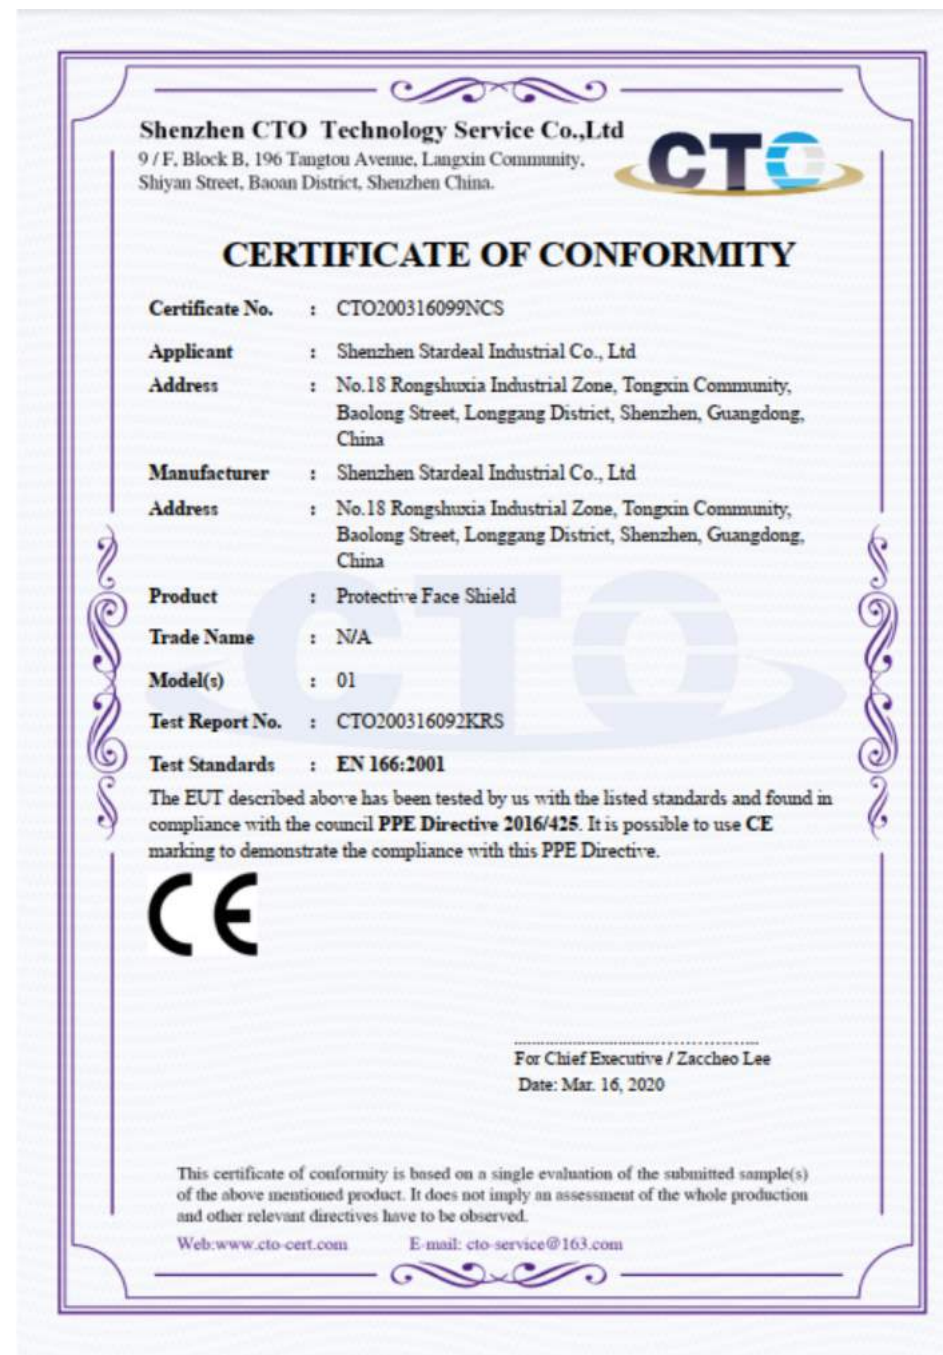 Shenzhen CTO Technology Service Co.,Ltd
9 / F, Block B, 196 Tangtou Avenue, Langxin Community,
Shiyan Street, Baoan District, Shenzhen China.
CTO
CERTIFICATE OF CONFORMITY
Certificate No. : CTO200316099NCS
Applicant : Shenzhen Stardeal Industrial Co., Ltd
Address : No.18 Rongshuxia Industrial Zone, Tongxin Community,
Baolong Street, Longgang District, Shenzhen, Guangdong,
China
Manufacturer : Shenzhen Stardeal Industrial Co., Ltd
Address : No.18 Rongshuxia Industrial Zone, Tongxin Community,
Baolong Street, Longgang District, Shenzhen, Guangdong,
China
CTO
Product : Protective Face Shield
Trade Name : N/A
Model(s) : 01
Test Report No. : CTO200316092KRS
Test Standards : EN 166:2001
The EUT described above has been tested by us with the listed standards and found in
compliance with the council PPE Directive 2016/425. It is possible to use CE
marking to demonstrate the compliance with this PPE Directive.
CE
For Chief Executive / Zaccheo Lee
Date: Mar. 16, 2020
This certificate of conformity is based on a single evaluation of the submitted sample(s)
of the above mentioned product. It does not imply an assessment of the whole production
and other relevant directives have to be observed.
Web:www.cto-cert.com E-mail: cto-service@163.com